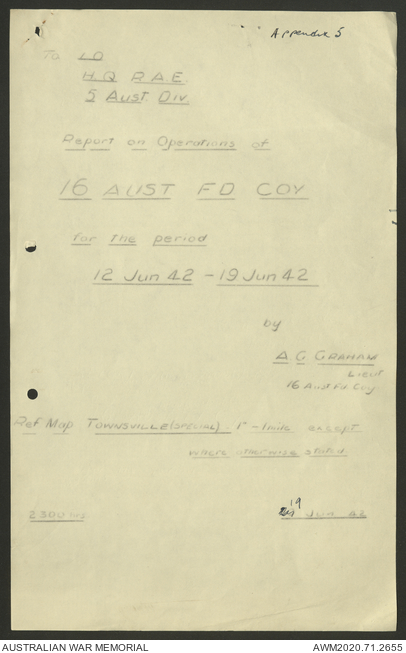 Appendix 5
To LO
HQ R.A.E.
5 Aust. Div.
Report on Operations of
16 AUST FD COY
for the period
12 Jun 42 - 19 Jun 42
by
A. G. GRAHAM
Lieut
16 Aust Fd Coy
Ref Map TOWNSVILLE (SPECIAL) 1" - 1 mile except
where otherwise stated
2300 hrs
19 Jun 42
AUSTRALIAN WAR MEMORIAL
AWM2020.71.2655